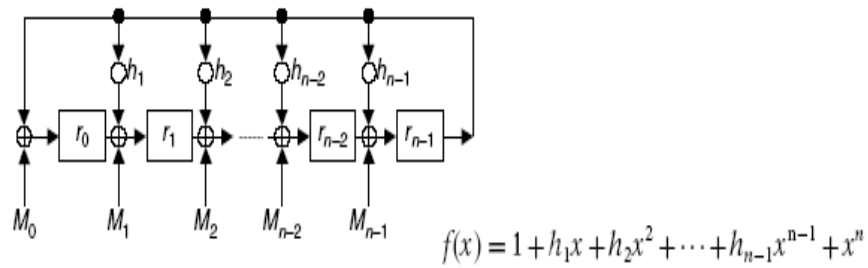 h₁ h₂ hₙ₋₂ hₙ₋₁
r₀ r₁ rₙ₋₂ rₙ₋₁
M₀ M₁ M₂ Mₙ₋₂ Mₙ₋₁
f(x) = 1 + h₁x + h₂x² + ⋯ + hₙ₋₁xⁿ⁻¹ + xⁿ